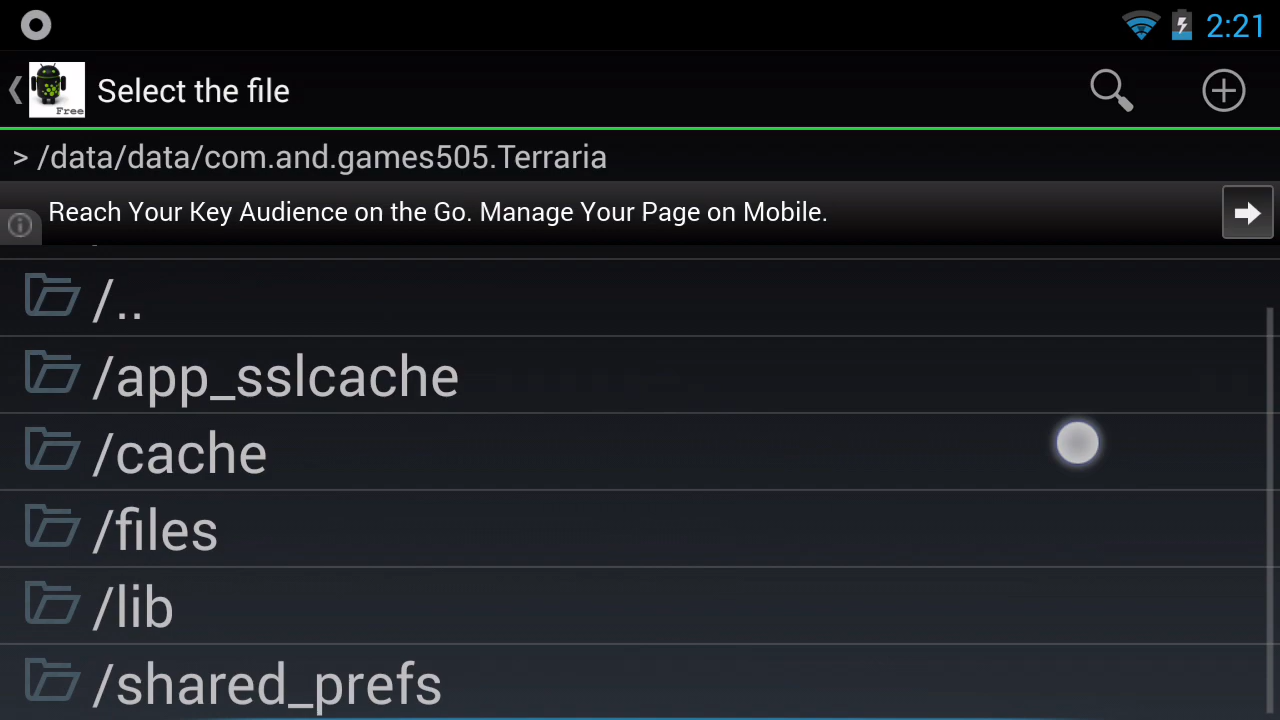 2:21
Free
Select the file
> /data/data/com.and.games505.Terraria
Reach Your Key Audience on the Go. Manage Your Page on Mobile.
/..
/app_sslcache
/cache
/files
/lib
/shared_prefs